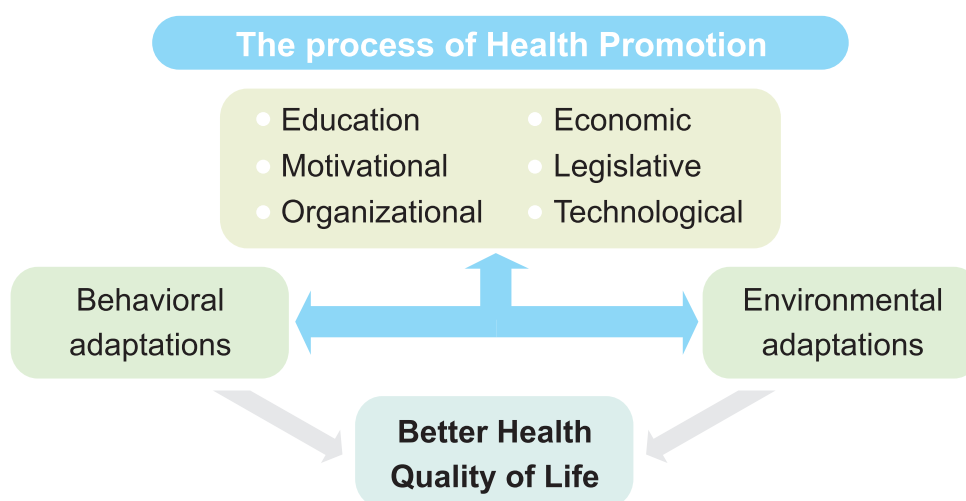 The process of Health Promotion
Education
Motivational
Organizational
Economic
Legislative
Technological
Behavioral
adaptations
Environmental
adaptations
Better Health
Quality of Life